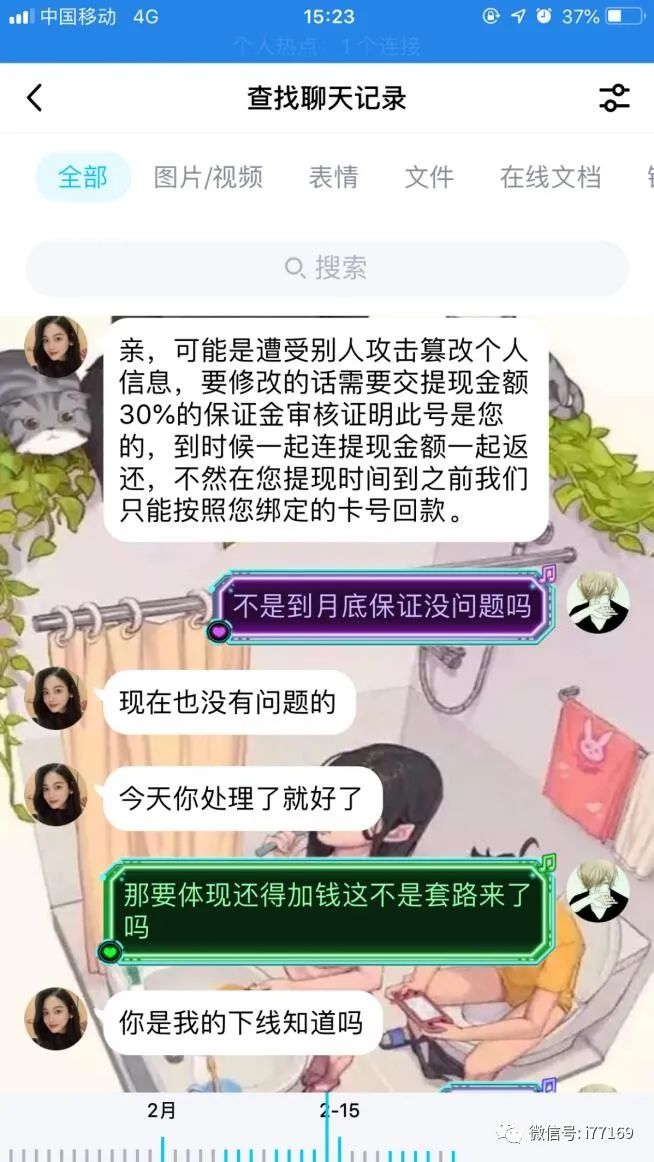 中国移动 4G 15:23 37%
个人热点：1 个连接
查找聊天记录
全部 图片/视频 表情 文件 在线文档
搜索
亲，可能是遭受别人攻击篡改个人
信息，要修改的话需要交提现金额
30%的保证金审核证明此号是您
的，到时候一起连提现金额一起返
还，不然在您提现时间到之前我们
只能按照您绑定的卡号回款。
不是到月底保证没问题吗
现在也没有问题的
今天你处理了就好了
那要体现还得加钱这不是套路来了
吗
你是我的下线知道吗
2月 2-15
微信号: i77169